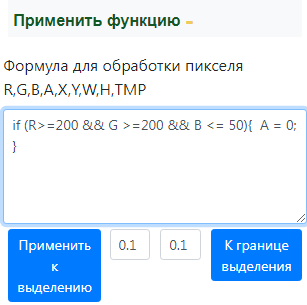 Применить функцию
Формула для обработки пикселя
R,G,B,A,X,Y,W,H,TMP
if (R>=200 && G >=200 && B <= 50){  A = 0;
}
Применить к выделению
0.1
0.1
К границе выделения